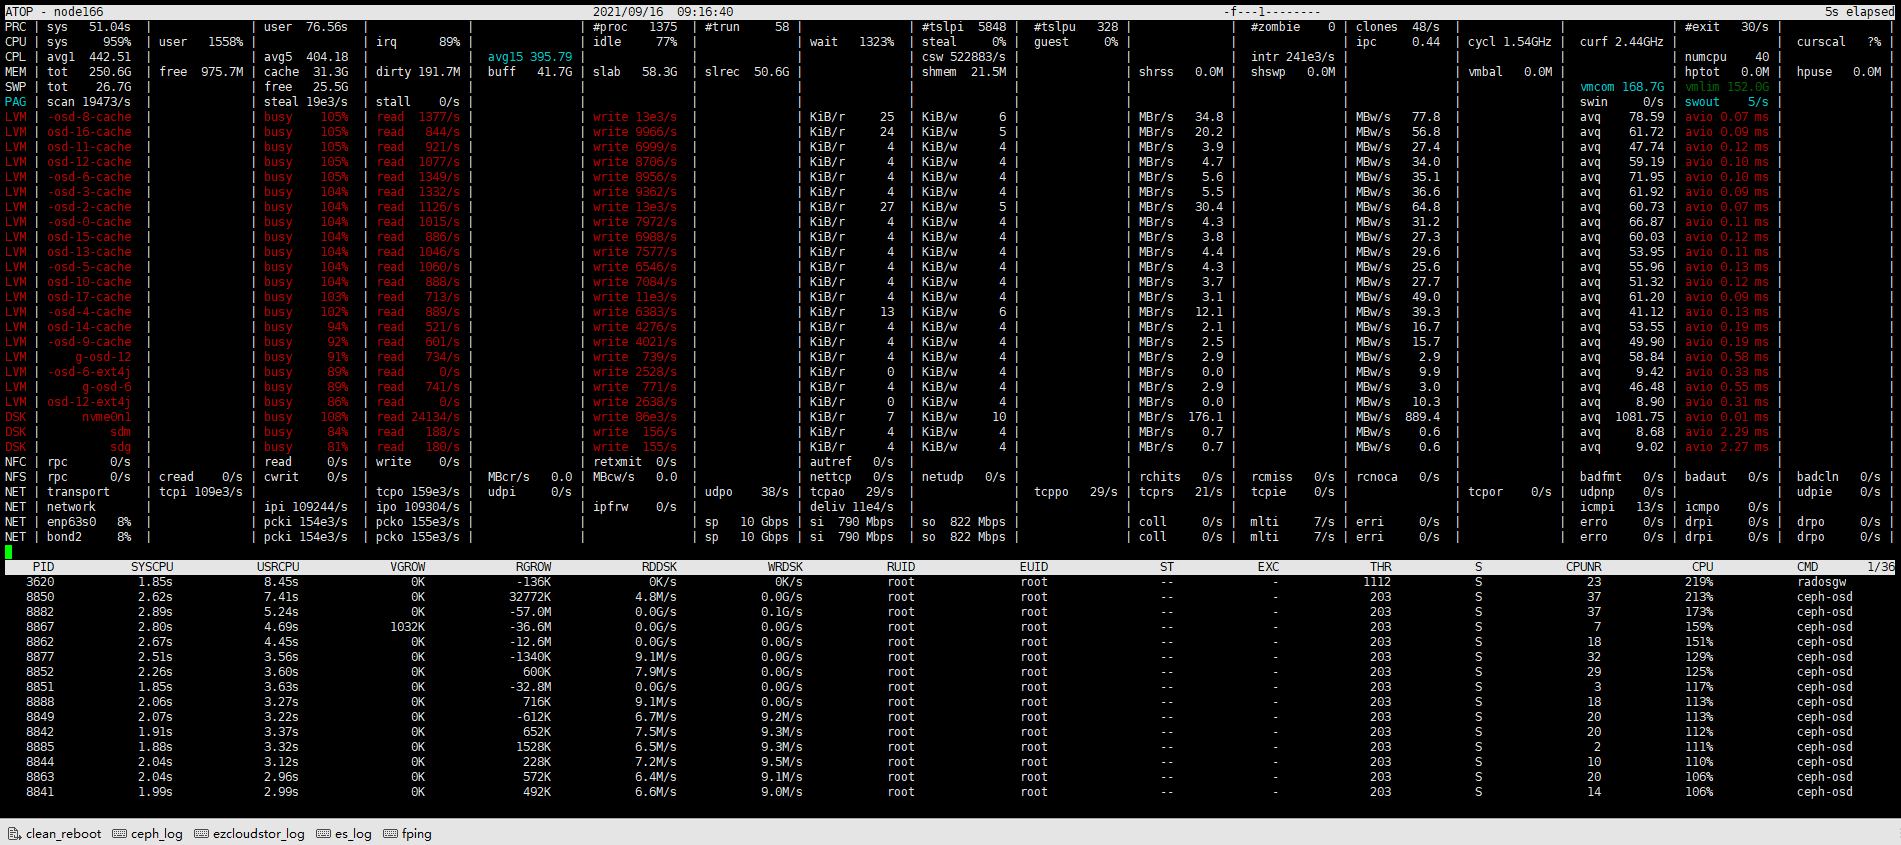 ATOP - node166 2021/09/16 09:16:40 -f---1-------- 5s elapsed
PRC | sys 51.04s | | user 76.56s | | | #proc 1375 | #trun 58 | | #tslpi 5848 | #tslpu 328 | | #zombie 0 | clones 48/s | | | #exit 30/s | |
CPU | sys 959% | user 1558% | | irq 89% | | idle 77% | | wait 1323% | steal 0% | guest 0% | | | ipc 0.44 | cycl 1.54GHz | curf 2.44GHz | | curscal ?% |
CPL | avg1 442.51 | | avg5 404.18 | | avg15 395.79 | | | | csw 522883/s | | | intr 241e3/s | | | | numcpu 40 | |
MEM | tot 250.6G | free 975.7M | cache 31.3G | dirty 191.7M | buff 41.7G | slab 58.3G | slrec 50.6G | | shmem 21.5M | | shrss 0.0M | shswp 0.0M | | vmbal 0.0M | | hptot 0.0M | hpuse 0.0M |
SWP | tot 26.7G | | free 25.5G | | | | | | | | | | | | vmcom 168.7G | vmlim 152.0G | |
PAG | scan 19473/s | | steal 19e3/s | stall 0/s | | | | | | | | | | | swin 0/s | swout 5/s | |
LVM | -osd-8-cache | | busy 105% | read 1377/s | | write 13e3/s | | KiB/r 25 | KiB/w 6 | | MBr/s 34.8 | | MBw/s 77.8 | | avq 78.59 | avio 0.07 ms | |
LVM | osd-16-cache | | busy 105% | read 844/s | | write 9966/s | | KiB/r 24 | KiB/w 5 | | MBr/s 20.2 | | MBw/s 56.8 | | avq 61.72 | avio 0.09 ms | |
LVM | osd-11-cache | | busy 105% | read 921/s | | write 6999/s | | KiB/r 4 | KiB/w 4 | | MBr/s 3.9 | | MBw/s 27.4 | | avq 47.74 | avio 0.12 ms | |
LVM | osd-12-cache | | busy 105% | read 1077/s | | write 8706/s | | KiB/r 4 | KiB/w 4 | | MBr/s 4.7 | | MBw/s 34.0 | | avq 59.19 | avio 0.10 ms | |
LVM | -osd-6-cache | | busy 105% | read 1349/s | | write 8956/s | | KiB/r 4 | KiB/w 4 | | MBr/s 5.6 | | MBw/s 35.1 | | avq 71.95 | avio 0.10 ms | |
LVM | -osd-3-cache | | busy 104% | read 1332/s | | write 9362/s | | KiB/r 4 | KiB/w 4 | | MBr/s 5.5 | | MBw/s 36.6 | | avq 61.92 | avio 0.09 ms | |
LVM | -osd-2-cache | | busy 104% | read 1126/s | | write 13e3/s | | KiB/r 27 | KiB/w 5 | | MBr/s 30.4 | | MBw/s 64.8 | | avq 60.73 | avio 0.07 ms | |
LVM | -osd-0-cache | | busy 104% | read 1015/s | | write 7972/s | | KiB/r 4 | KiB/w 4 | | MBr/s 4.3 | | MBw/s 31.2 | | avq 66.87 | avio 0.11 ms | |
LVM | osd-15-cache | | busy 104% | read 886/s | | write 6988/s | | KiB/r 4 | KiB/w 4 | | MBr/s 3.8 | | MBw/s 27.3 | | avq 60.03 | avio 0.12 ms | |
LVM | osd-13-cache | | busy 104% | read 1046/s | | write 7577/s | | KiB/r 4 | KiB/w 4 | | MBr/s 4.4 | | MBw/s 29.6 | | avq 53.95 | avio 0.11 ms | |
LVM | -osd-5-cache | | busy 104% | read 1060/s | | write 6546/s | | KiB/r 4 | KiB/w 4 | | MBr/s 4.3 | | MBw/s 25.6 | | avq 55.96 | avio 0.13 ms | |
LVM | osd-10-cache | | busy 104% | read 888/s | | write 7084/s | | KiB/r 4 | KiB/w 4 | | MBr/s 3.7 | | MBw/s 27.7 | | avq 51.32 | avio 0.12 ms | |
LVM | osd-17-cache | | busy 103% | read 713/s | | write 11e3/s | | KiB/r 4 | KiB/w 4 | | MBr/s 3.1 | | MBw/s 49.0 | | avq 61.20 | avio 0.09 ms | |
LVM | -osd-4-cache | | busy 102% | read 889/s | | write 6383/s | | KiB/r 13 | KiB/w 6 | | MBr/s 12.1 | | MBw/s 39.3 | | avq 41.12 | avio 0.13 ms | |
LVM | osd-14-cache | | busy 94% | read 521/s | | write 4276/s | | KiB/r 4 | KiB/w 4 | | MBr/s 2.1 | | MBw/s 16.7 | | avq 53.55 | avio 0.19 ms | |
LVM | -osd-9-cache | | busy 92% | read 601/s | | write 4021/s | | KiB/r 4 | KiB/w 4 | | MBr/s 2.5 | | MBw/s 15.7 | | avq 49.90 | avio 0.19 ms | |
LVM | g-osd-12 | | busy 91% | read 734/s | | write 739/s | | KiB/r 4 | KiB/w 4 | | MBr/s 2.9 | | MBw/s 2.9 | | avq 58.84 | avio 0.58 ms | |
LVM | -osd-6-ext4j | | busy 89% | read 0/s | | write 2528/s | | KiB/r 0 | KiB/w 4 | | MBr/s 0.0 | | MBw/s 9.9 | | avq 9.42 | avio 0.33 ms | |
LVM | g-osd-6 | | busy 89% | read 741/s | | write 771/s | | KiB/r 4 | KiB/w 4 | | MBr/s 2.9 | | MBw/s 3.0 | | avq 46.48 | avio 0.55 ms | |
LVM | osd-12-ext4j | | busy 86% | read 0/s | | write 2638/s | | KiB/r 0 | KiB/w 4 | | MBr/s 0.0 | | MBw/s 10.3 | | avq 8.90 | avio 0.31 ms | |
DSK | nvme0n1 | | busy 108% | read 24134/s | | write 86e3/s | | KiB/r 7 | KiB/w 10 | | MBr/s 176.1 | | MBw/s 889.4 | | avq 1081.75 | avio 0.01 ms | |
DSK | sdm | | busy 84% | read 188/s | | write 156/s | | KiB/r 4 | KiB/w 4 | | MBr/s 0.7 | | MBw/s 0.6 | | avq 8.68 | avio 2.29 ms | |
DSK | sdg | | busy 81% | read 180/s | | write 155/s | | KiB/r 4 | KiB/w 4 | | MBr/s 0.7 | | MBw/s 0.6 | | avq 9.02 | avio 2.27 ms | |
NFC | rpc 0/s | | read 0/s | write 0/s | | retxmit 0/s | | autref 0/s | | | | | | | | | |
NFS | rpc 0/s | cread 0/s | cwrit 0/s | | MBcr/s 0.0 | MBcw/s 0.0 | | nettcp 0/s | netudp 0/s | | rchits 0/s | rcmiss 0/s | rcnoca 0/s | | badfmt 0/s | badaut 0/s | badcln 0/s |
NET | transport | tcpi 109e3/s | | tcpo 159e3/s | udpi 0/s | | udpo 38/s | tcpao 29/s | | tcppo 29/s | tcprs 21/s | tcpie 0/s | | tcpor 0/s | udpnp 0/s | | udpie 0/s |
NET | network | | ipi 109244/s | ipo 109304/s | | ipfrw 0/s | | deliv 11e4/s | | | | | | | icmpi 13/s | icmpo 0/s | |
NET | enp63s0 8% | | pcki 154e3/s | pcko 155e3/s | | | sp 10 Gbps | si 790 Mbps | so 822 Mbps | | coll 0/s | mlti 7/s | erri 0/s | | erro 0/s | drpi 0/s | drpo 0/s |
NET | bond2 8% | | pcki 154e3/s | pcko 155e3/s | | | sp 10 Gbps | si 790 Mbps | so 822 Mbps | | coll 0/s | mlti 7/s | erri 0/s | | erro 0/s | drpi 0/s | drpo 0/s |
PID SYSCPU USRCPU VGROW RGROW RDDSK WRDSK RUID EUID ST EXC THR S CPUNR CPU CMD 1/36
3620 1.85s 8.45s 0K -136K 0K/s 0K/s root root -- - 1112 S 23 219% radosgw
8850 2.62s 7.41s 0K 32772K 4.8M/s 0.0G/s root root -- - 203 S 37 213% ceph-osd
8882 2.89s 5.24s 0K -57.0M 0.0G/s 0.1G/s root root -- - 203 S 37 173% ceph-osd
8867 2.80s 4.69s 1032K -36.6M 0.0G/s 0.0G/s root root -- - 203 S 7 159% ceph-osd
8862 2.67s 4.45s 0K -12.6M 0.0G/s 0.0G/s root root -- - 203 S 18 151% ceph-osd
8877 2.51s 3.56s 0K -1340K 9.1M/s 0.0G/s root root -- - 203 S 32 129% ceph-osd
8852 2.26s 3.60s 0K 600K 7.9M/s 0.0G/s root root -- - 203 S 29 125% ceph-osd
8851 1.85s 3.63s 0K -32.8M 0.0G/s 0.0G/s root root -- - 203 S 3 117% ceph-osd
8888 2.06s 3.27s 0K 716K 9.1M/s 0.0G/s root root -- - 203 S 18 113% ceph-osd
8849 2.07s 3.22s 0K -612K 6.7M/s 9.2M/s root root -- - 203 S 20 113% ceph-osd
8842 1.91s 3.37s 0K 652K 7.5M/s 9.3M/s root root -- - 203 S 20 112% ceph-osd
8885 1.88s 3.32s 0K 1528K 6.5M/s 9.3M/s root root -- - 203 S 2 111% ceph-osd
8844 2.04s 3.12s 0K 228K 7.2M/s 9.5M/s root root -- - 203 S 10 110% ceph-osd
8863 2.04s 2.96s 0K 572K 6.4M/s 9.1M/s root root -- - 203 S 20 106% ceph-osd
8841 1.99s 2.99s 0K 492K 6.6M/s 9.0M/s root root -- - 203 S 14 106% ceph-osd
clean_reboot ceph_log ezcloudstor_log es_log fping